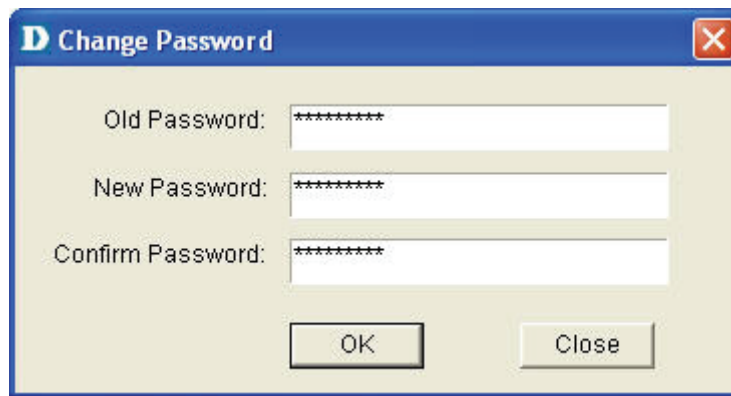 D Change Password
Old Password: *********
New Password: *********
Confirm Password: *********
OK Close